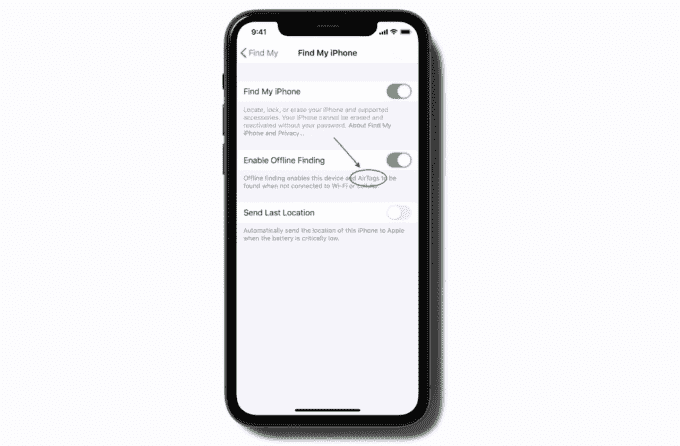 9:41
Find My
Find My iPhone
Find My iPhone
Locate, lock, or erase your iPhone and supported
accessories. Your iPhone cannot be erased and
reactivated without your password. About Find My
iPhone and Privacy...
Enable Offline Finding
Offline finding enables this device and AirTags to be
found when not connected to Wi-Fi or cellular.
Send Last Location
Automatically send the location of this iPhone to Apple
when the battery is critically low.